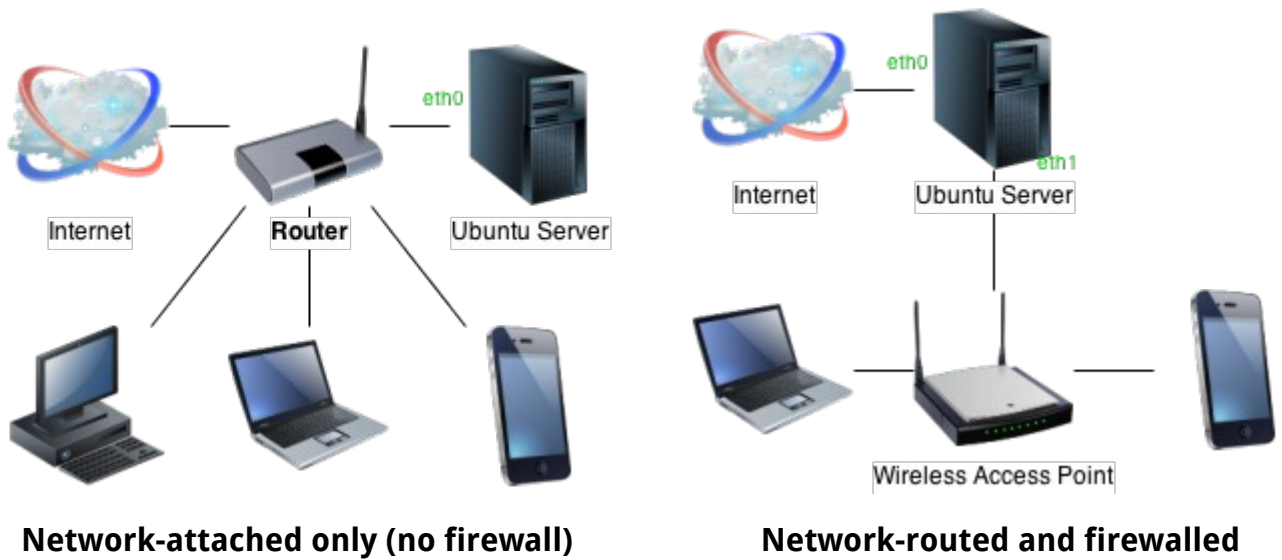 eth0
Internet
Router
Ubuntu Server
Network-attached only (no firewall)
eth0
eth1
Internet
Ubuntu Server
Wireless Access Point
Network-routed and firewalled